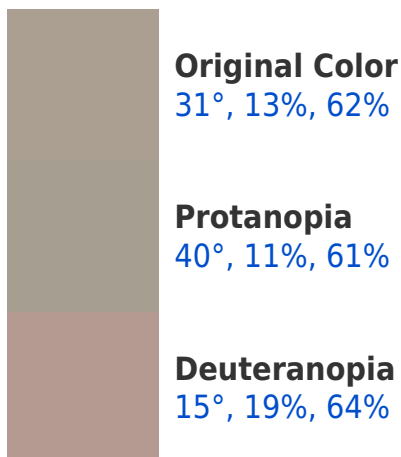 Original Color
31°, 13%, 62%
Protanopia
40°, 11%, 61%
Deuteranopia
15°, 19%, 64%